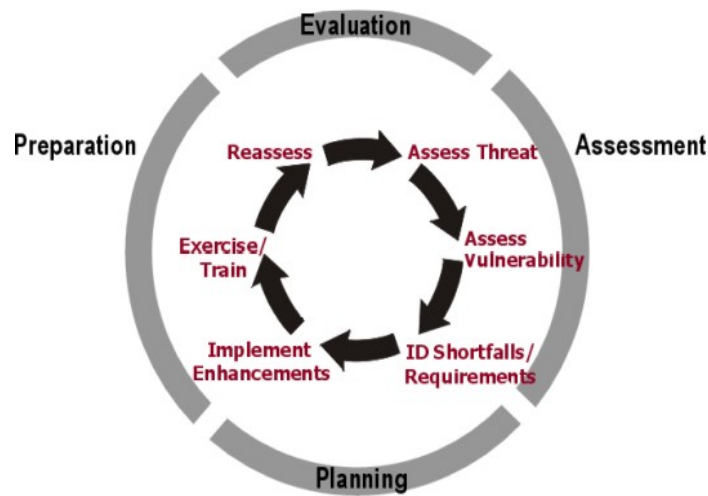 Evaluation
Preparation
Assessment
Reassess
Assess Threat
Exercise/
Train
Assess
Vulnerability
Implement
Enhancements
ID Shortfalls/
Requirements
Planning